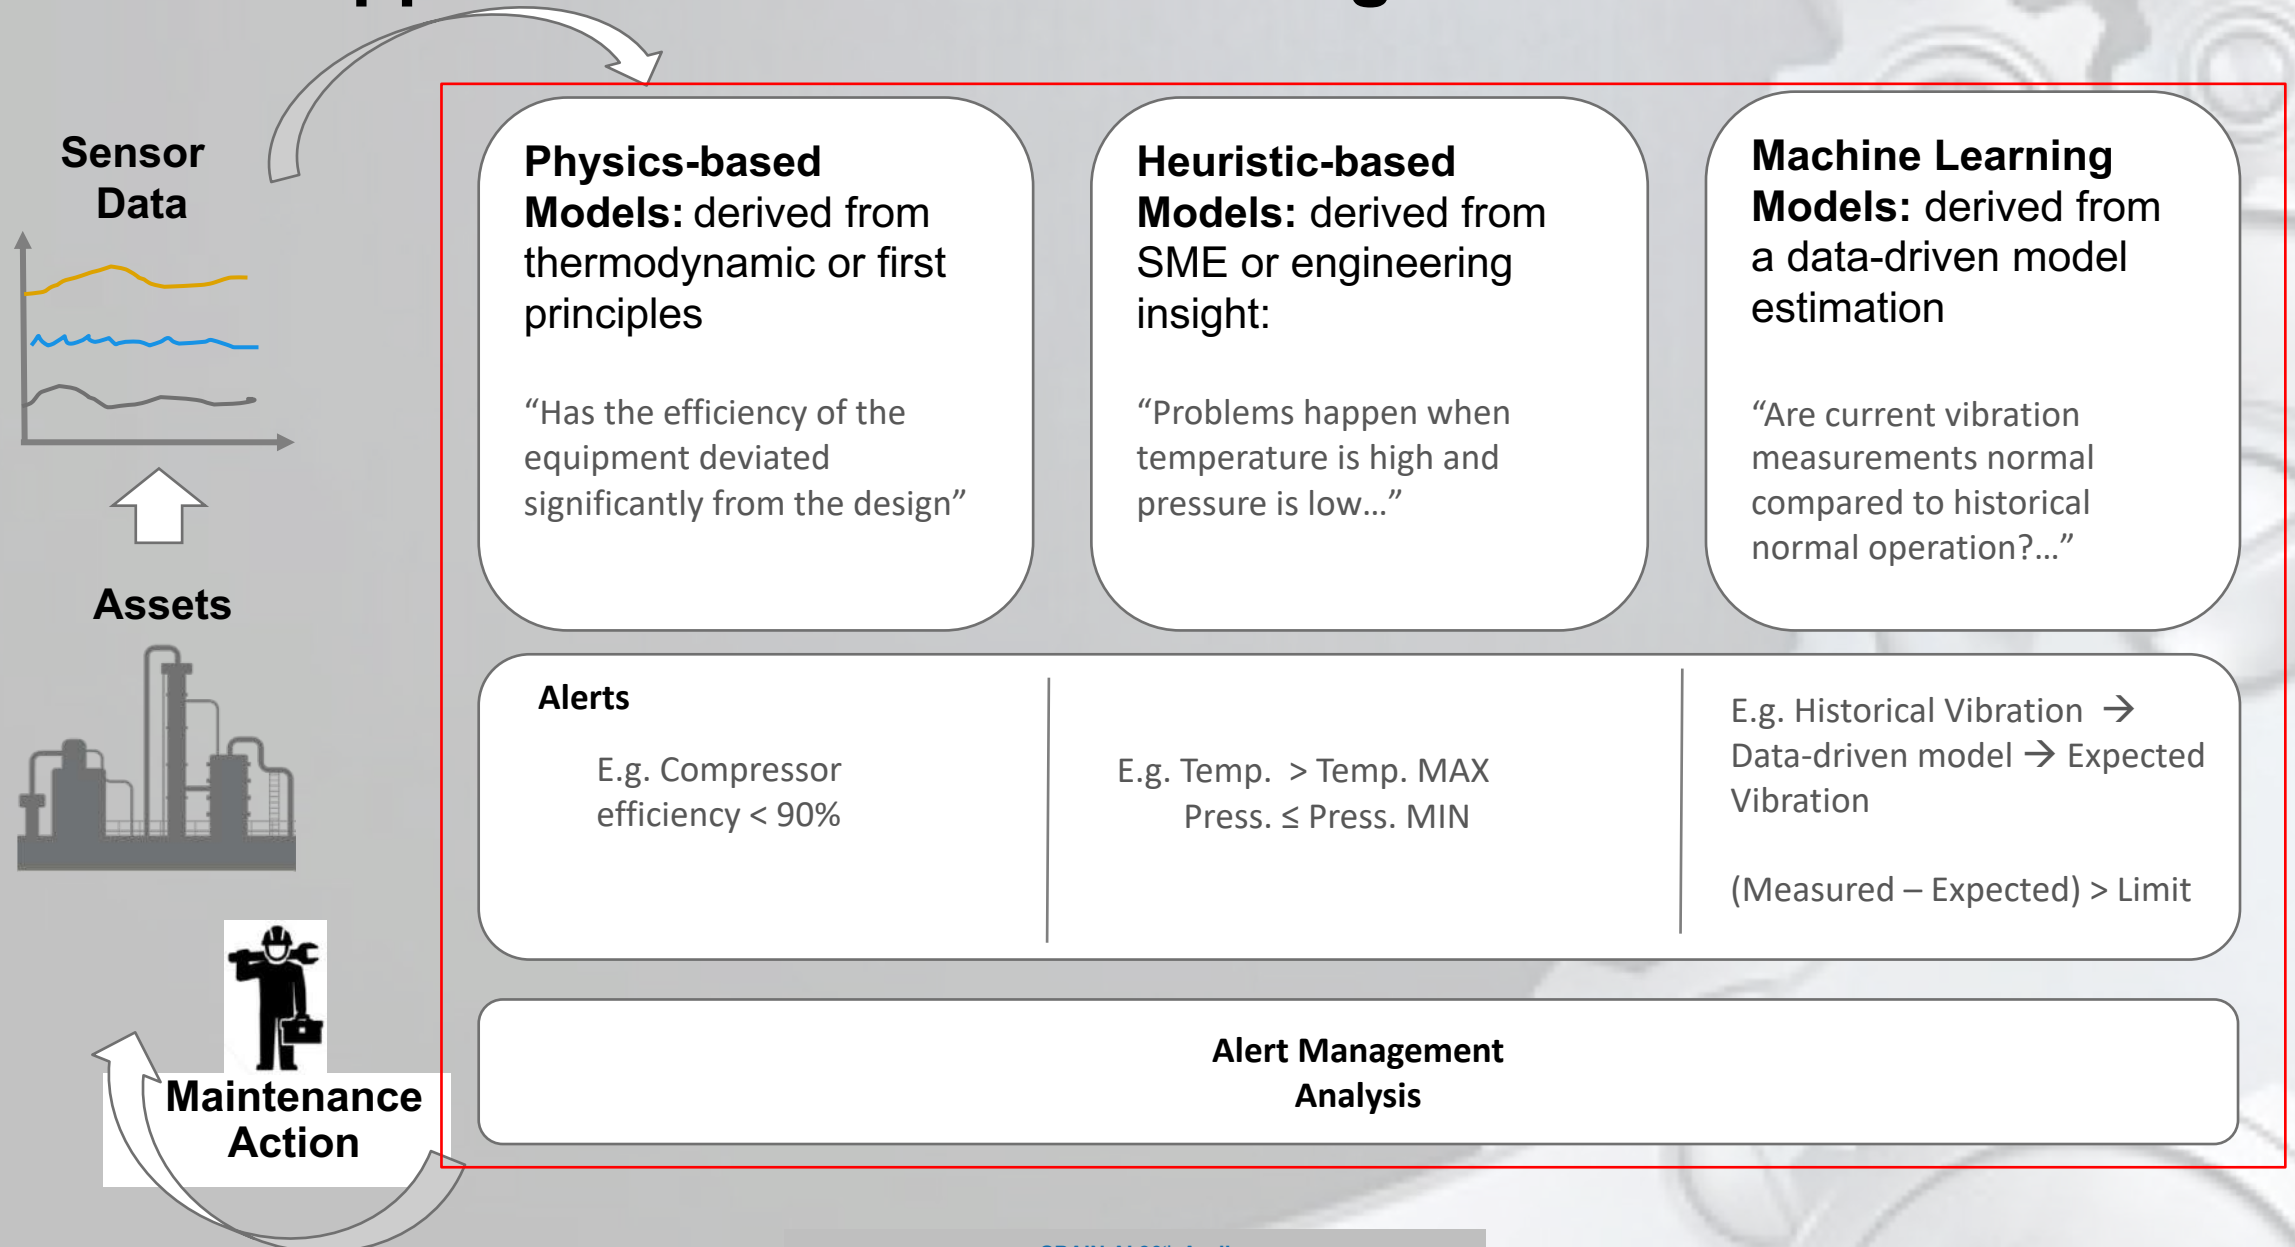 Sensor
Data
Assets
Maintenance
Action
Physics-based
Models: derived from
thermodynamic or first
principles
“Has the efficiency of the
equipment deviated
significantly from the design”
Heuristic-based
Models: derived from
SME or engineering
insight:
“Problems happen when
temperature is high and
pressure is low...”
Machine Learning
Models: derived from
a data-driven model
estimation
“Are current vibration
measurements normal
compared to historical
normal operation?...”
Alerts
E.g. Compressor
efficiency < 90%
E.g. Temp. > Temp. MAX
Press. ≤ Press. MIN
E.g. Historical Vibration →
Data-driven model → Expected
Vibration
(Measured – Expected) > Limit
Alert Management
Analysis